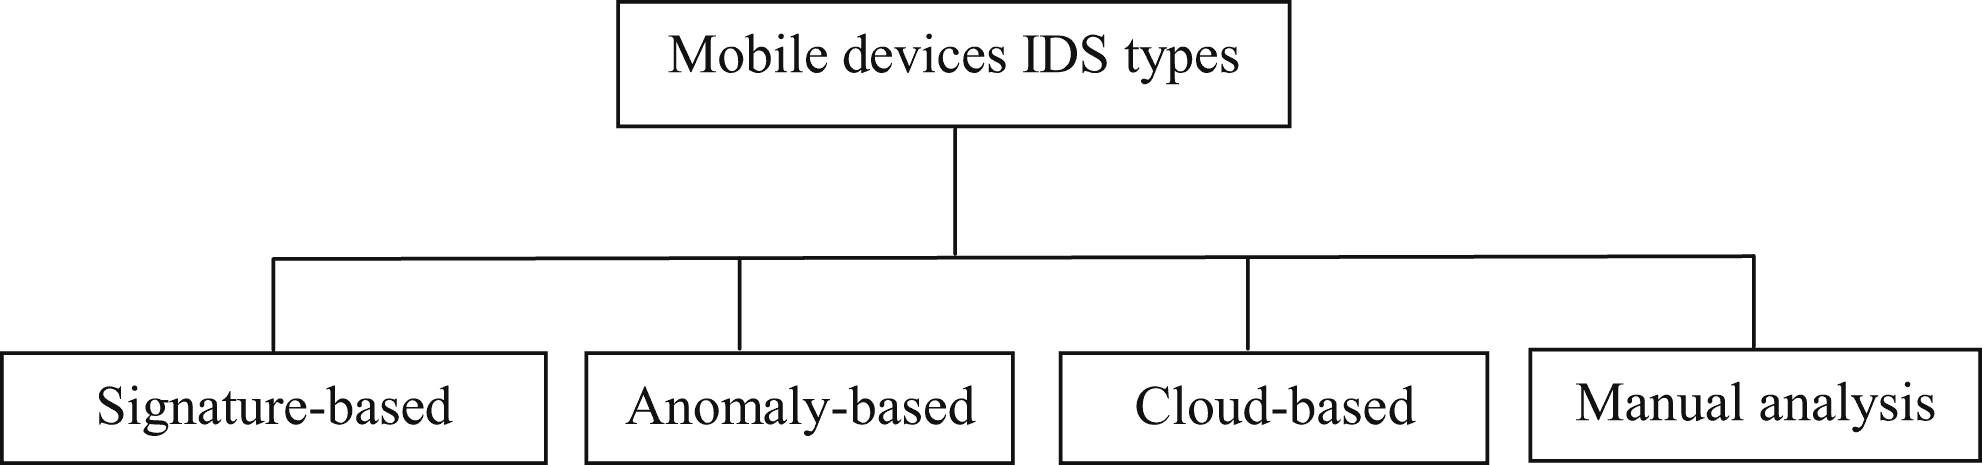 Mobile devices IDS types
Signature-based
Anomaly-based
Cloud-based
Manual analysis